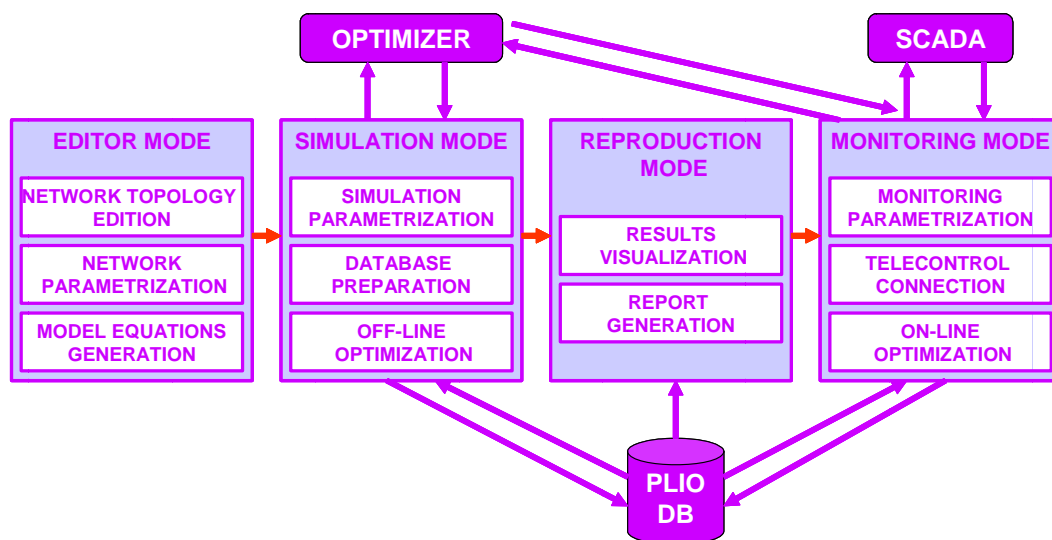 OPTIMIZER
SCADA
EDITOR MODE
NETWORK TOPOLOGY
EDITION
NETWORK
PARAMETRIZATION
MODEL EQUATIONS
GENERATION
SIMULATION MODE
SIMULATION
PARAMETRIZATION
DATABASE
PREPARATION
OFF-LINE
OPTIMIZATION
REPRODUCTION
MODE
RESULTS
VISUALIZATION
REPORT
GENERATION
MONITORING MODE
MONITORING
PARAMETRIZATION
TELECONTROL
CONNECTION
ON-LINE
OPTIMIZATION
PLIO
DB